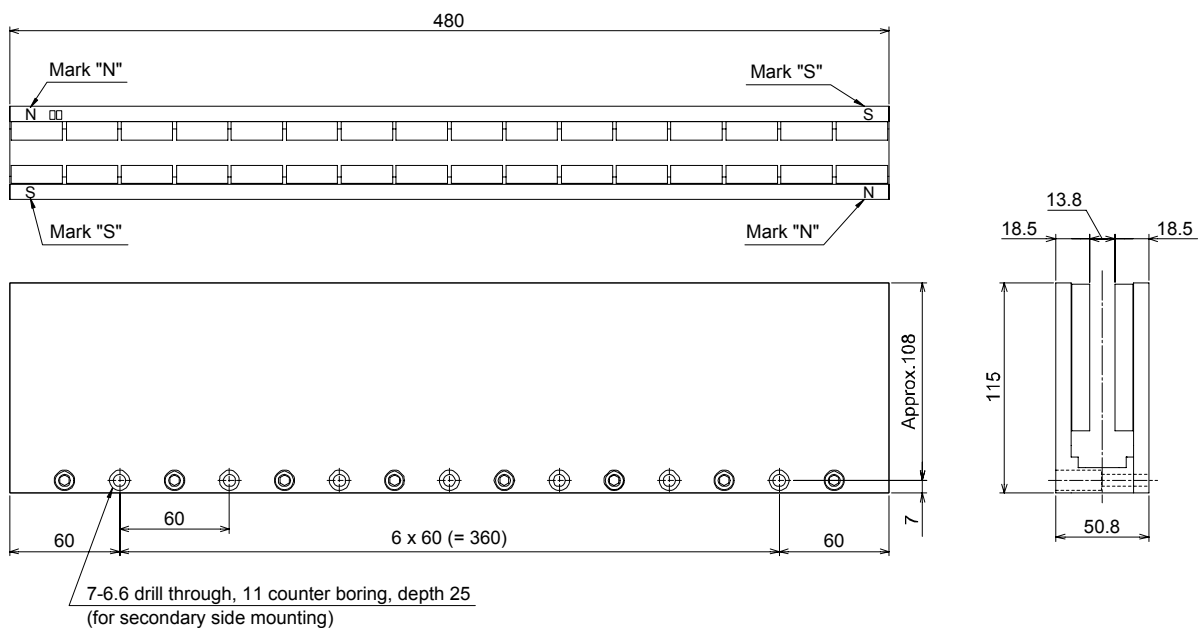 480
Mark "N"
Mark "S"
N
S
S
N
Mark "S"
Mark "N"
13.8
18.5
18.5
Approx.108
115
60
7
60
6 x 60 (= 360)
60
50.8
7-6.6 drill through, 11 counter boring, depth 25
(for secondary side mounting)